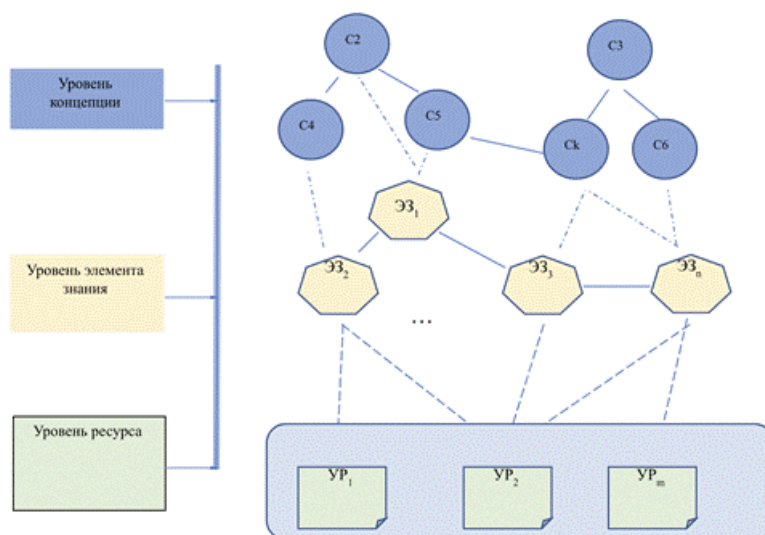 C2
C3
Уровень
концепции
C4
C5
Ck
C6
ЭЗ1
Уровень элемента
знания
ЭЗ2
ЭЗ3
ЭЗn
...
Уровень ресурса
УР1
УР2
УРm